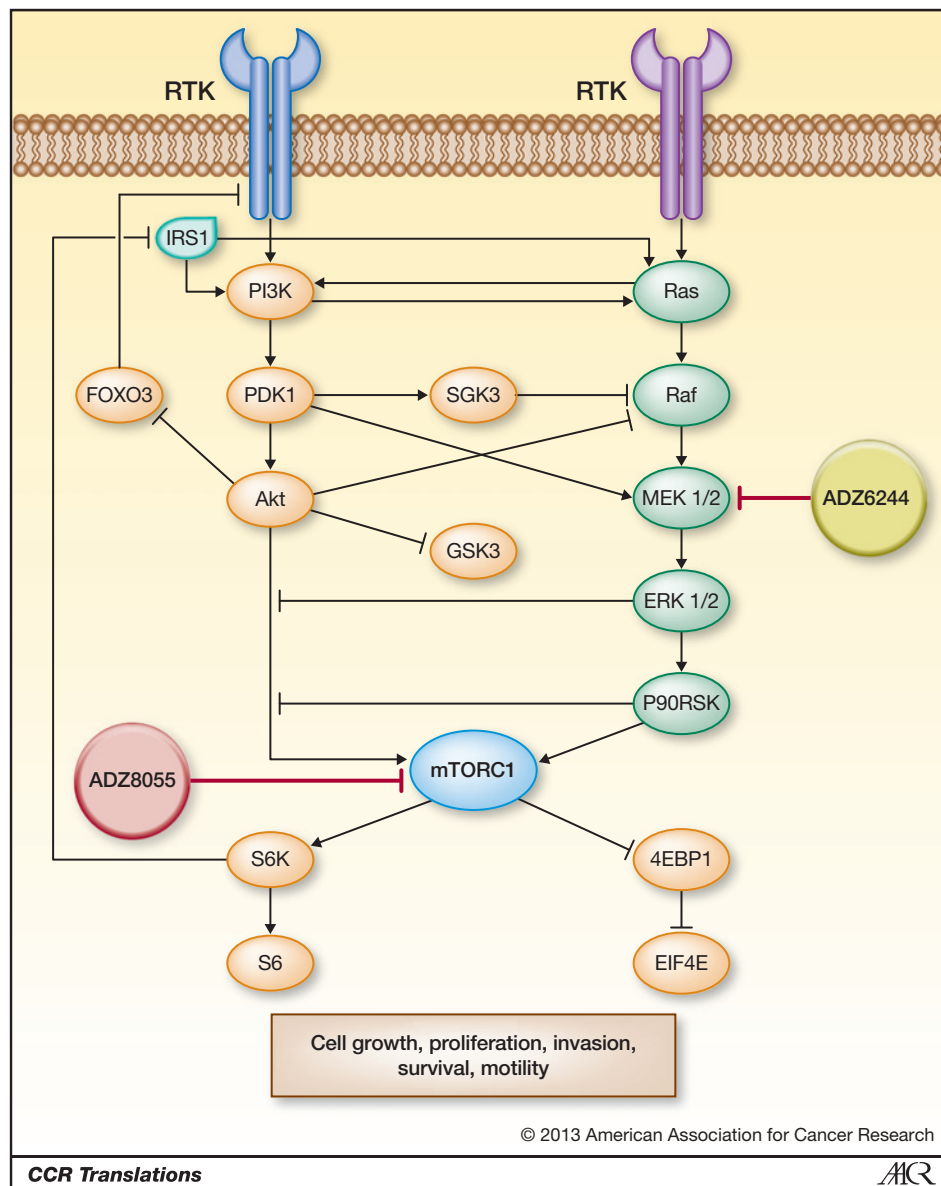 RTK
RTK
IRS1
PI3K
Ras
FOXO3
PDK1
SGK3
Raf
Akt
MEK 1/2
ADZ6244
GSK3
ERK 1/2
P90RSK
ADZ8055
mTORC1
S6K
4EBP1
S6
EIF4E
Cell growth, proliferation, invasion,
survival, motility
© 2013 American Association for Cancer Research
CCR Translations
AACR